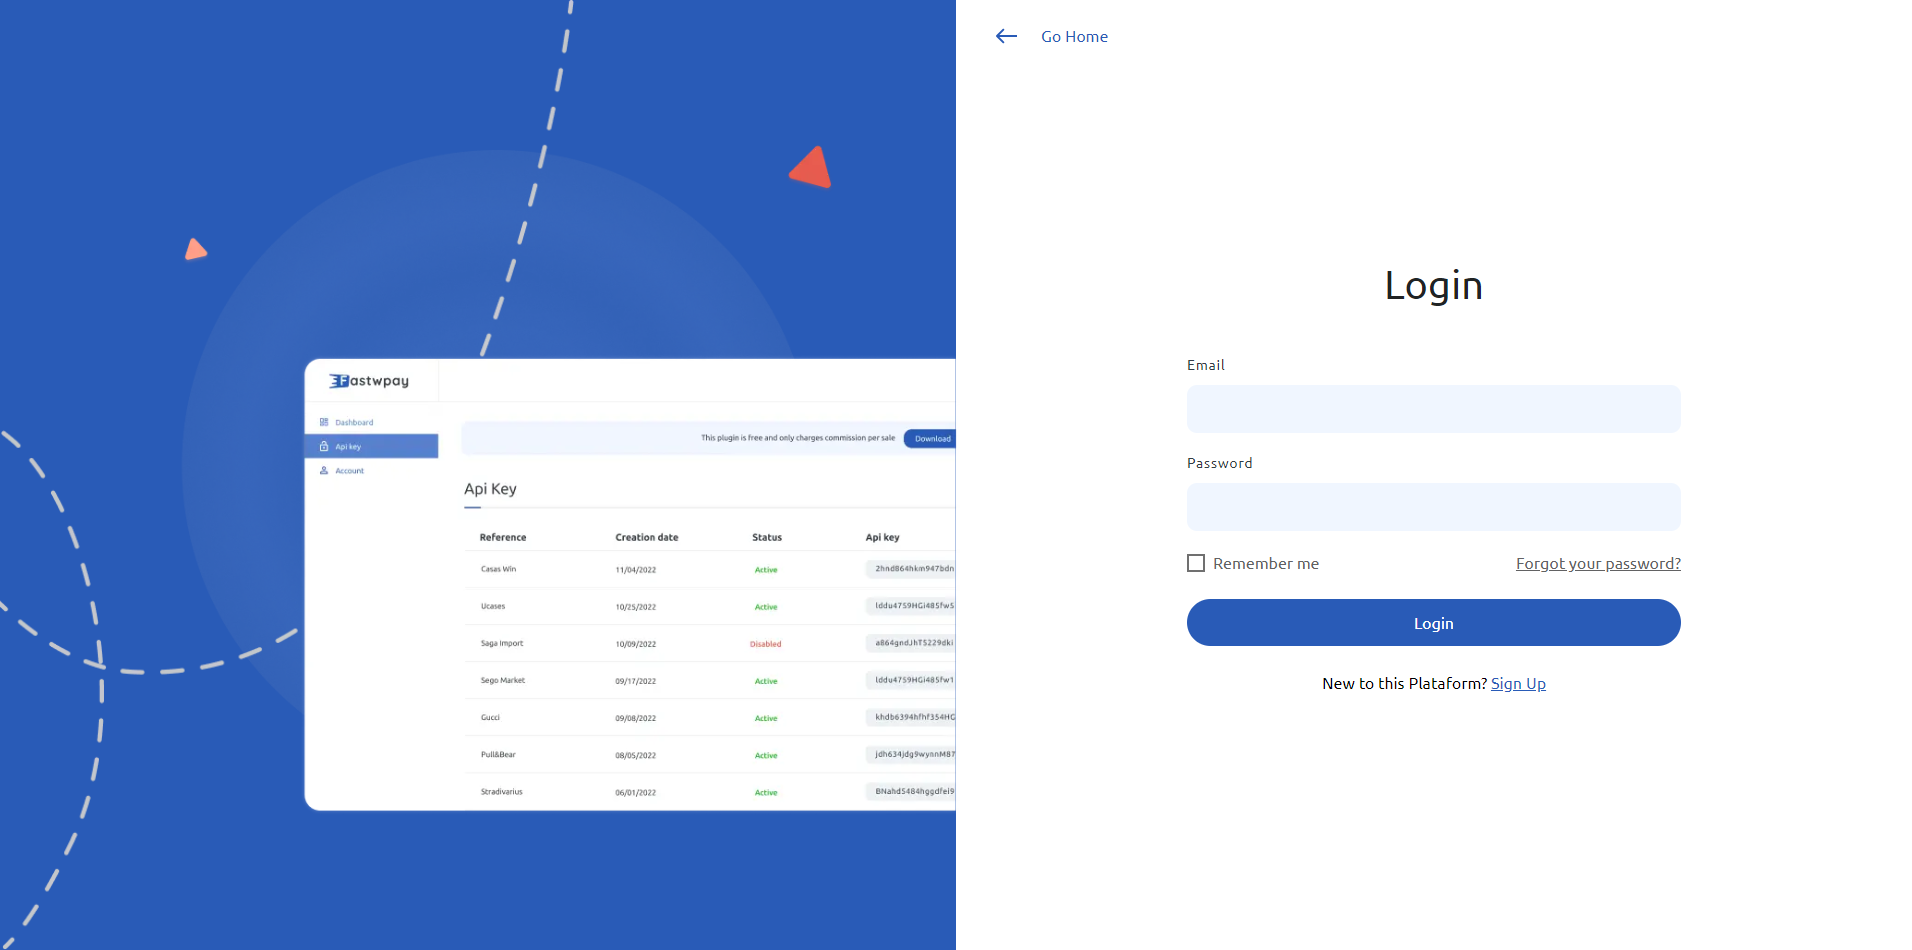 Go Home
Login
Email
Password
Remember me
Forgot your password?
Login
New to this Plataform? Sign Up
Fastwpay
Dashboard
Api key
Account
This plugin is free and only charges commission per sale
Download
Api Key
Reference Creation date Status Api key
Casas Win 11/04/2022 Active 2hnd864hkm947bdn
Ucases 10/25/2022 Active lddu4759HGi485fw5
Saga Import 10/09/2022 Disabled a864gndJhT5229dki
Sego Market 09/17/2022 Active lddu4759HGi485fw1
Gucci 09/08/2022 Active khdb6394hfhf354HG
Pull&Bear 08/05/2022 Active jdh634jdg9wynnM87
Stradivarius 06/01/2022 Active BNahd5484hggdfei9